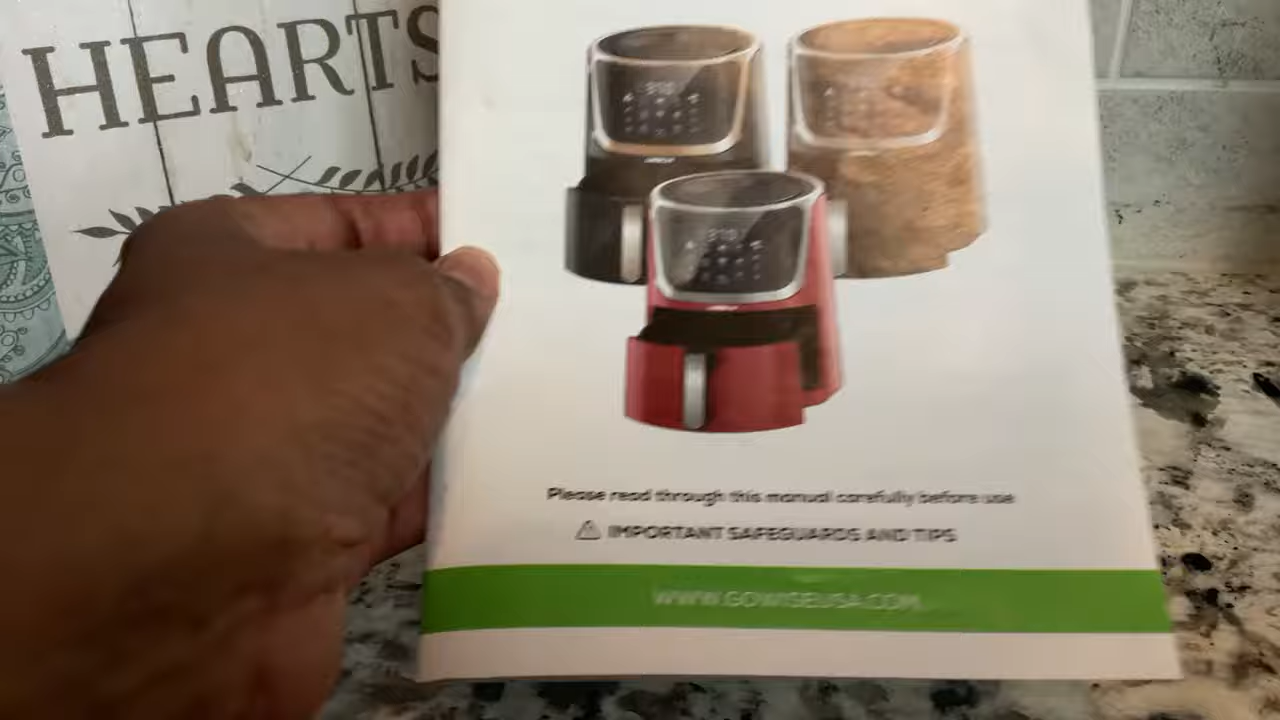 HEARTS
Please read through this manual carefully before use
IMPORTANT SAFEGUARDS AND TIPS
WWW.GOWISEUSA.COM